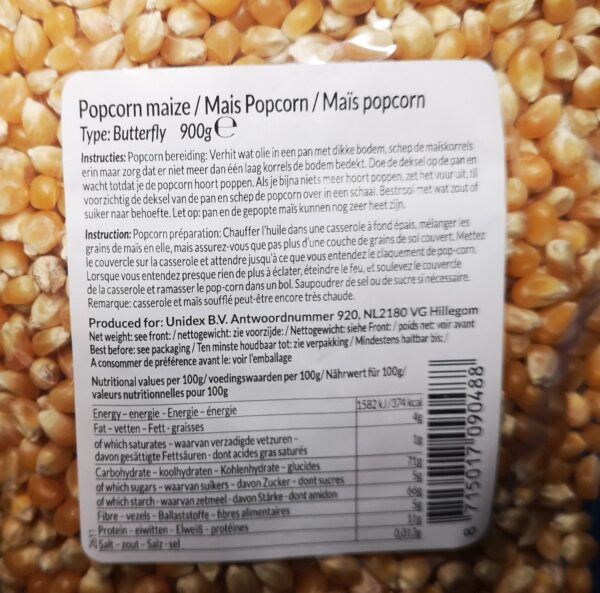 Popcorn maize / Mais Popcorn / Maïs popcorn
Type: Butterfly 900g ℮
Instructies: Popcorn bereiding: Verhit wat olie in een pan met dikke bodem, schep de maïskorrels
erin maar zorg dat er niet meer dan één laag korrels de bodem bedekt. Doe de deksel op de pan en
wacht totdat je de popcorn hoort poppen. Als je bijna niets meer hoort poppen, zet het vuur uit, til
voorzichtig de deksel van de pan en schep de popcorn over in een schaal. Bestrooi met wat zout of
suiker naar behoefte. Let op: pan en de gepopte maïs kunnen nog zeer heet zijn.
Instruction: Popcorn préparation: Chauffer l'huile dans une casserole à fond épais, mélanger les
grains de maïs en elle, mais assurez-vous que pas plus d'une couche de grains de sol couvert. Mettez
le couvercle sur la casserole et attendre jusqu'à ce que vous entendez le claquement de pop-corn.
Lorsque vous entendez presque rien de plus à éclater, éteindre le feu, et soulevez le couvercle
de la casserole et ramasser le pop-corn dans un bol. Saupoudrer de sel ou de sucre si nécessaire.
Remarque: casserole et maïs soufflé peut-être encore très chaude.
Produced for: Unidex B.V. Antwoordnummer 920, NL2180 VG Hillegom
Net weight: see front: / nettogewicht: zie voorzijde: / Nettogewicht: siehe Front: / poids net: voir avant
Best before: see packaging / Ten minste houdbaar tot: zie verpakking / Mindestens haltbar bis: /
A consommer de préférence avant le: voir l'emballage
Nutritional values per 100g/ voedingswaarden per 100g/ Nährwert für 100g/
valeurs nutritionnelles pour 100g
Energy - energie - Energie - énergie 1582 kJ /374 kcal
Fat - vetten - Fett - graisses 4g
of which saturates - waarvan verzadigde vetzuren -
davon gesättigte Fettsäuren - dont acides gras saturés 1g
Carbohydrate - koolhydraten - Kohlenhydrate - glucides 71g
of which sugars - waarvan suikers - davon Zucker - dont sucres
of which starch - waarvan zetmeel - davon Stärke - dont amidon 66g
Fibre - vezels - Ballaststoffe - fibres alimentaires
Protein - eiwitten - Eiweiß - protéines
Salt - zout - Salz - sel
2611
8 715017 090488